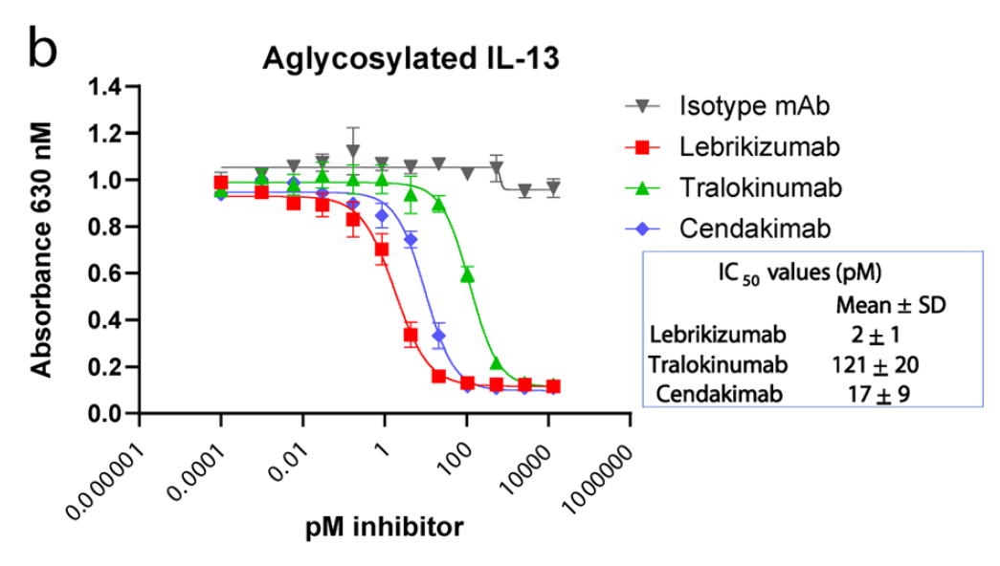 b
Aglycosylated IL-13
Absorbance 630 nM
1.4
1.2
1.0
0.8
0.6
0.4
0.2
0.0
0.000001
0.0001
0.01
1
100
10000
1000000
pM inhibitor
Isotype mAb
Lebrikizumab
Tralokinumab
Cendakimab
IC50 values (pM)
Mean ± SD
Lebrikizumab 2 ± 1
Tralokinumab 121 ± 20
Cendakimab 17 ± 9